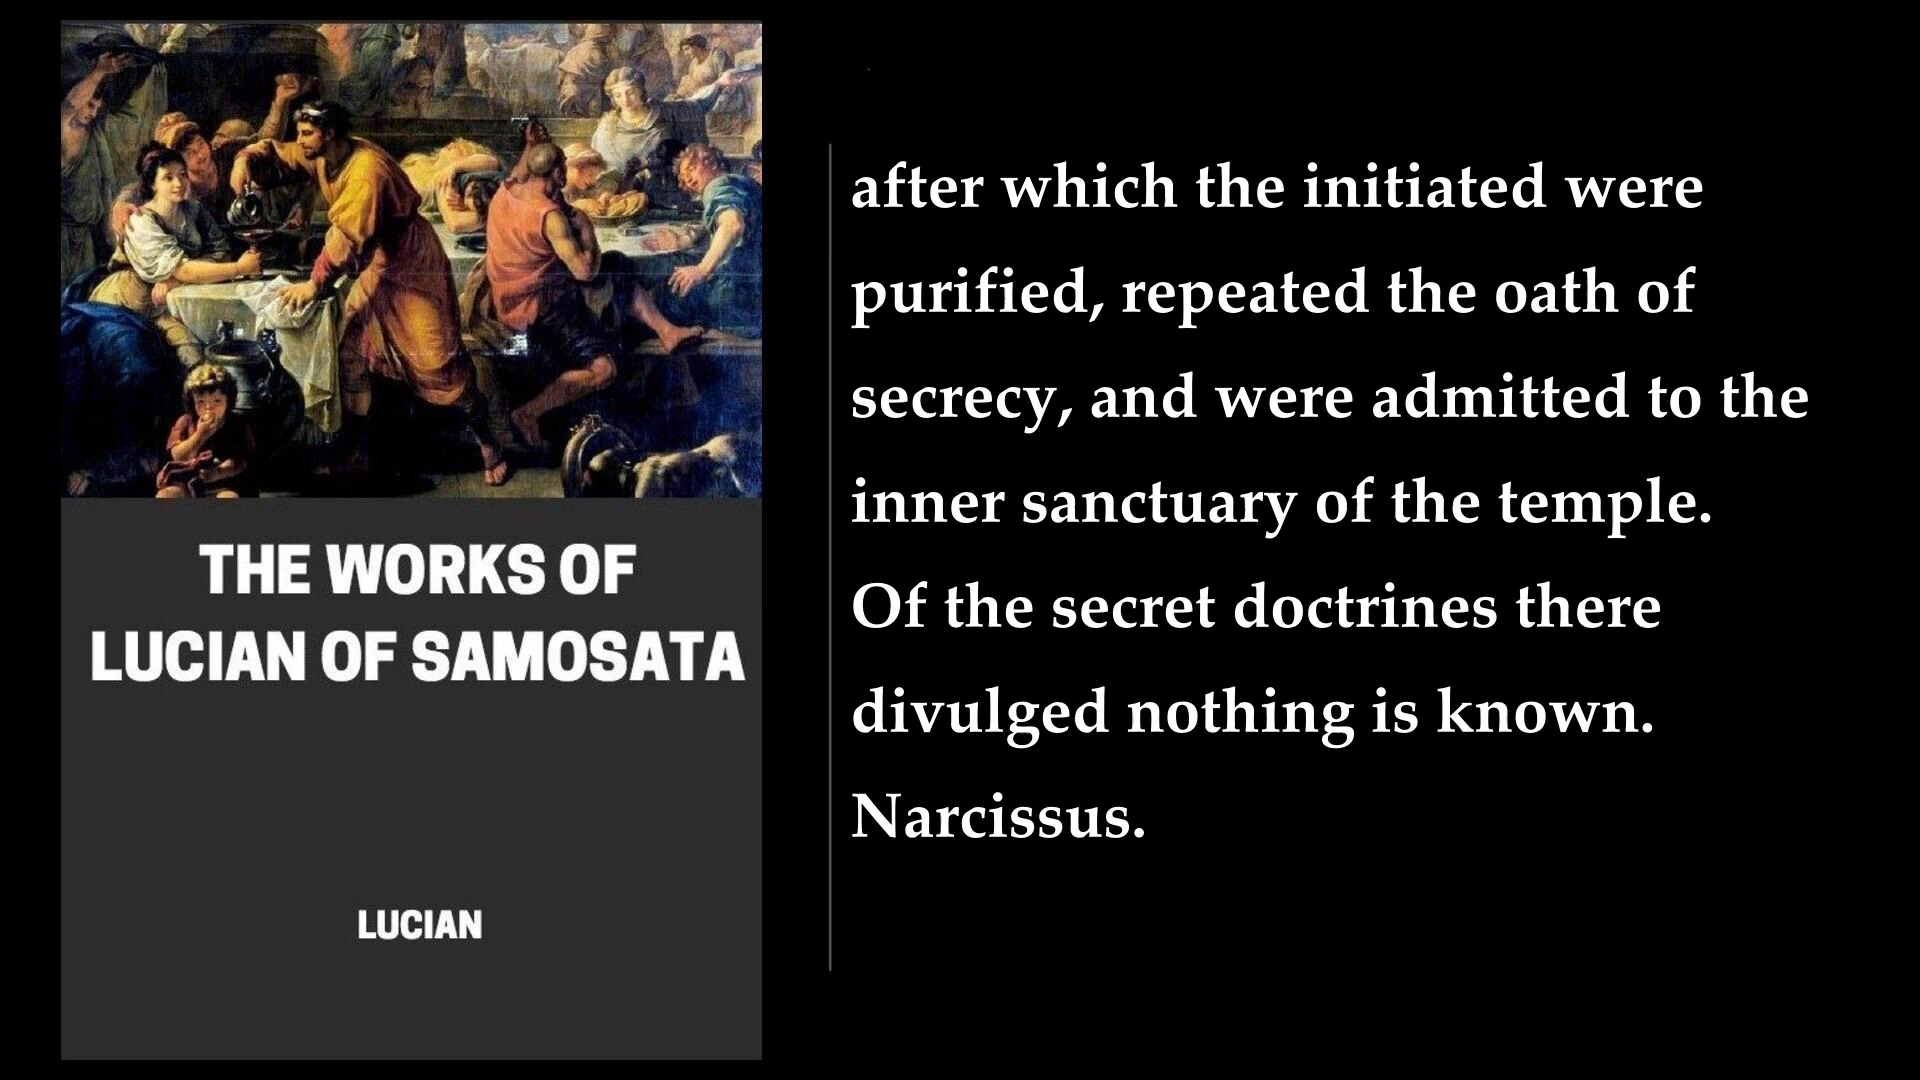 THE WORKS OF
LUCIAN OF SAMOSATA
LUCIAN
after which the initiated were
purified, repeated the oath of
secrecy, and were admitted to the
inner sanctuary of the temple.
Of the secret doctrines there
divulged nothing is known.
Narcissus.